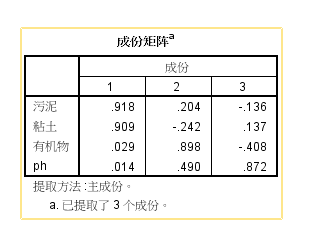 成份矩阵a
成份
1 2 3
污泥 .918 .204 -.136
粘土 .909 -.242 .137
有机物 .029 .898 -.408
ph .014 .490 .872
提取方法 :主成份。
a. 已提取了 3 个成份。